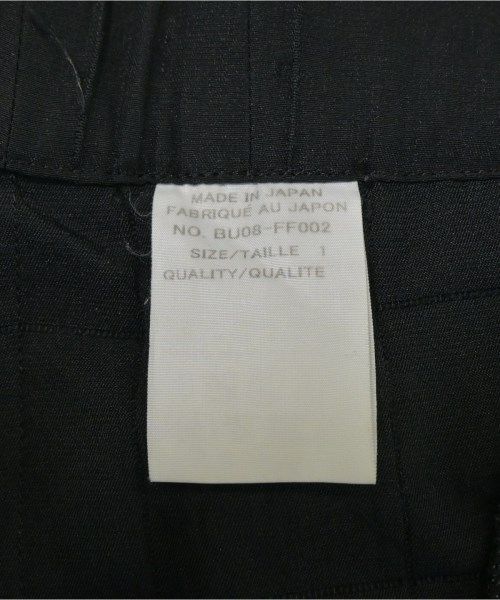 MADE IN JAPAN
FABRIQUÉ AU JAPON
NO. BU08-FF002
SIZE/TAILLE 1
QUALITY/QUALITE